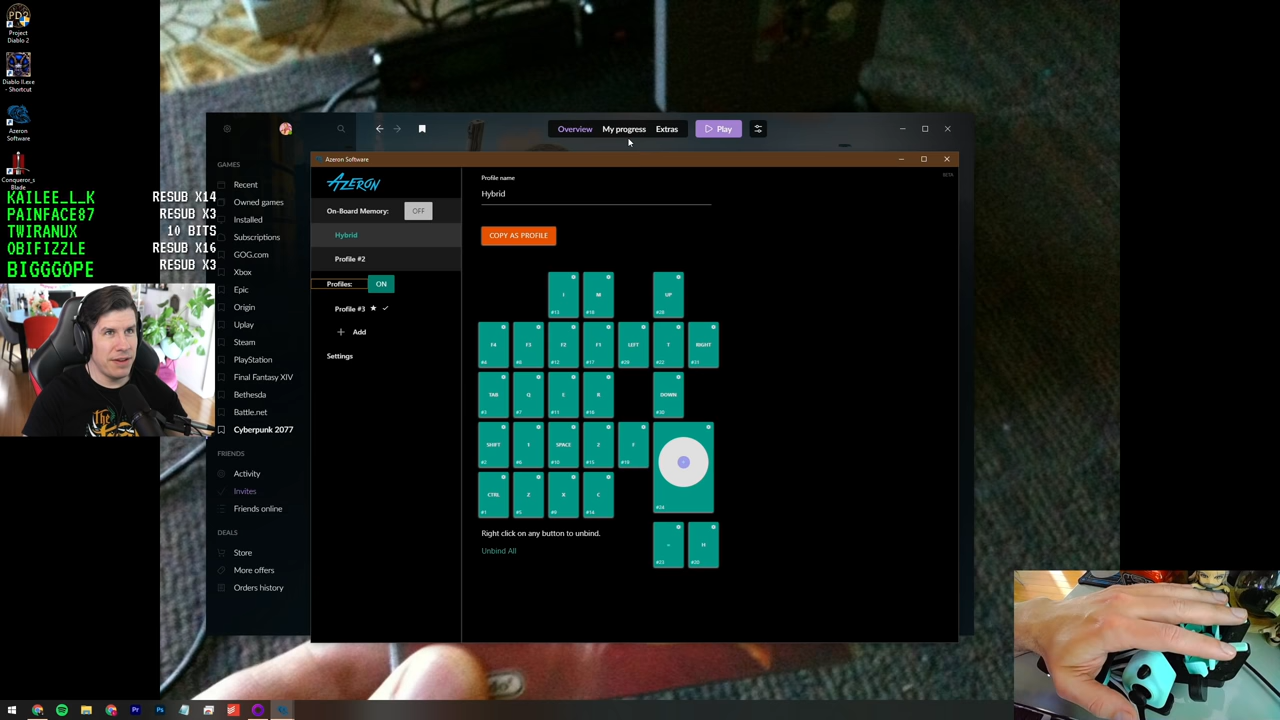 Project
Diablo 2
Diablo II.exe
- Shortcut
Azeron
Software
Conqueror_s
Blade
KAILEE_L_K RESUB X14
PAINFACE87 RESUB X3
TWIRANUX 10 BITS
OBIFIZZLE RESUB X16
BIGGGOPE RESUB X3
Overview My progress Extras Play
GAMES
Recent
Owned games
Installed
Subscriptions
GOG.com
Xbox
Epic
Origin
Uplay
Steam
PlayStation
Final Fantasy XIV
Bethesda
Battle.net
Cyberpunk 2077
FRIENDS
Activity
Invites
Friends online
DEALS
Store
More offers
Orders history
Azeron Software
AZERON
BETA
On-Board Memory: OFF
Hybrid
Profile #2
Profiles: ON
Profile #3
Add
Settings
Profile name
Hybrid
COPY AS PROFILE
I M UP
F4 F3 F2 F1 LEFT T RIGHT
TAB Q E R DOWN
SHIFT 1 SPACE 2 F
CTRL Z X C
H
Right click on any button to unbind.
Unbind All